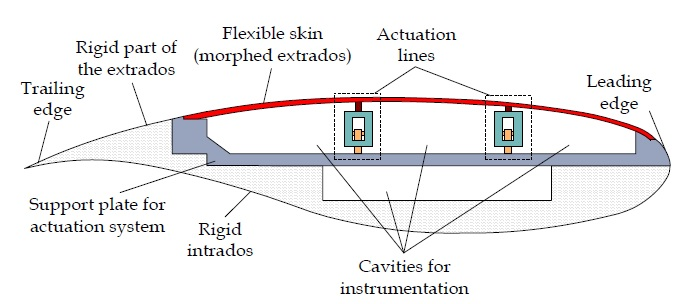 Flexible skin
(morphed extrados)
Actuation
lines
Rigid part of
the extrados
Trailing
edge
Leading
edge
Support plate for
actuation system
Rigid
intrados
Cavities for
instrumentation